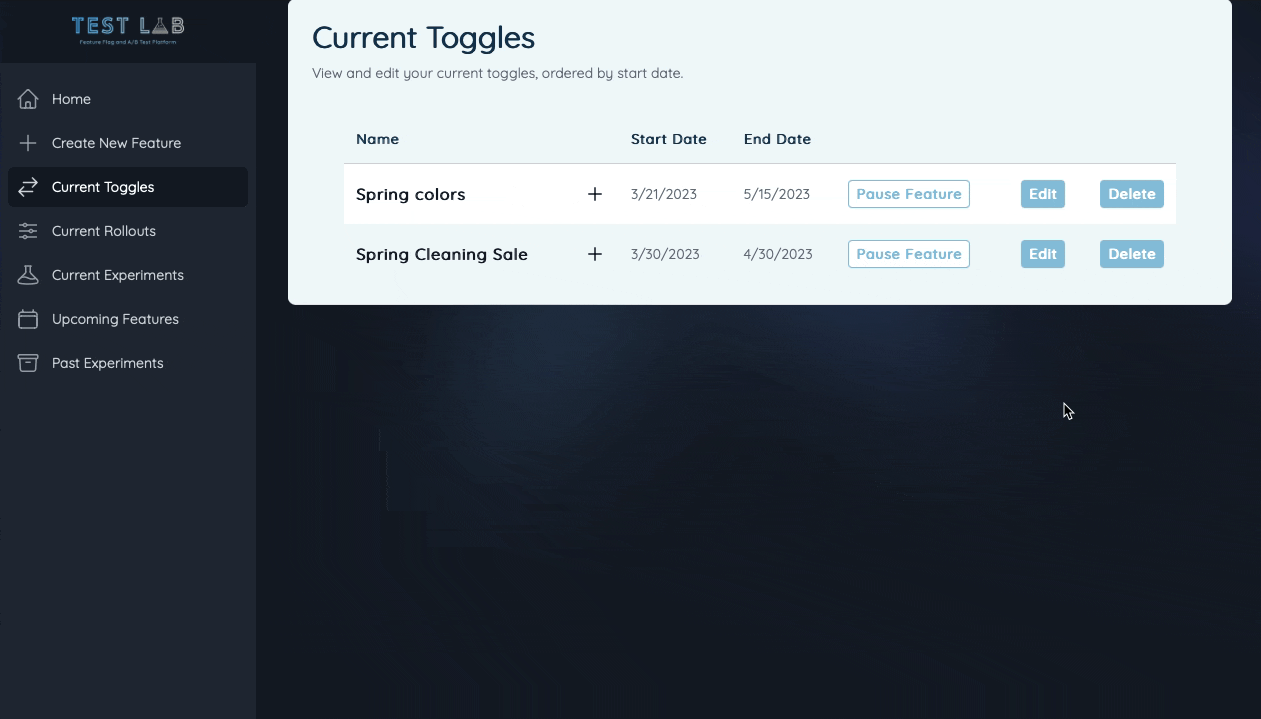 TEST LAB
Feature Flag and A/B Test Platform
Home
Create New Feature
Current Toggles
Current Rollouts
Current Experiments
Upcoming Features
Past Experiments
Current Toggles
View and edit your current toggles, ordered by start date.
Name Start Date End Date
Spring colors + 3/21/2023 5/15/2023 Pause Feature Edit Delete
Spring Cleaning Sale + 3/30/2023 4/30/2023 Pause Feature Edit Delete